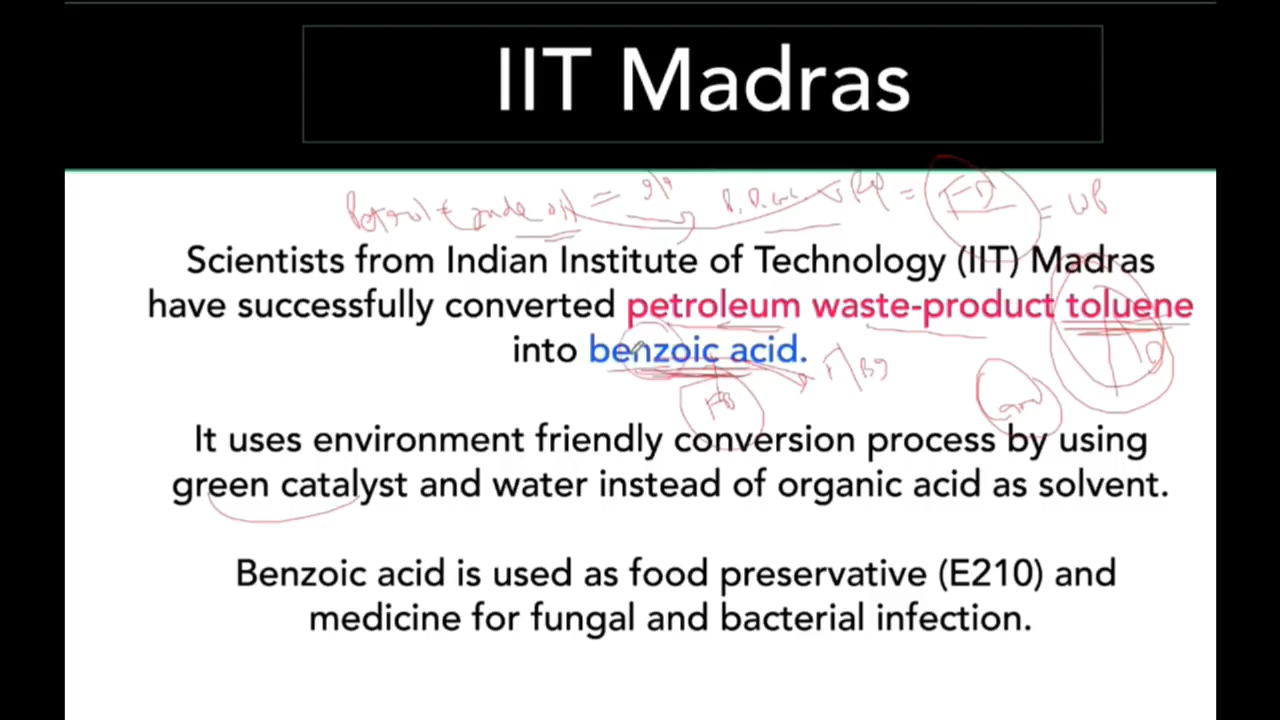 IIT Madras
Scientists from Indian Institute of Technology (IIT) Madras
have successfully converted petroleum waste-product toluene
into benzoic acid.
It uses environment friendly conversion process by using
green catalyst and water instead of organic acid as solvent.
Benzoic acid is used as food preservative (E210) and
medicine for fungal and bacterial infection.